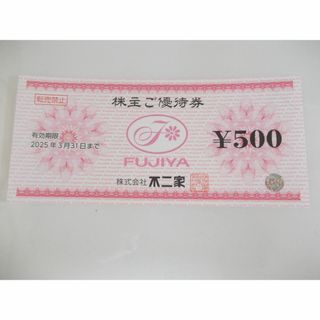 転売禁止
株主ご優待券
有効期限
2025年3月31日まで
F
FUJIYA
¥500
株式会社不二家